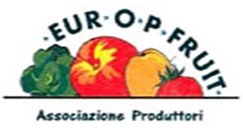 ·EUR·O·P·FRUIT·
Associazione Produttori